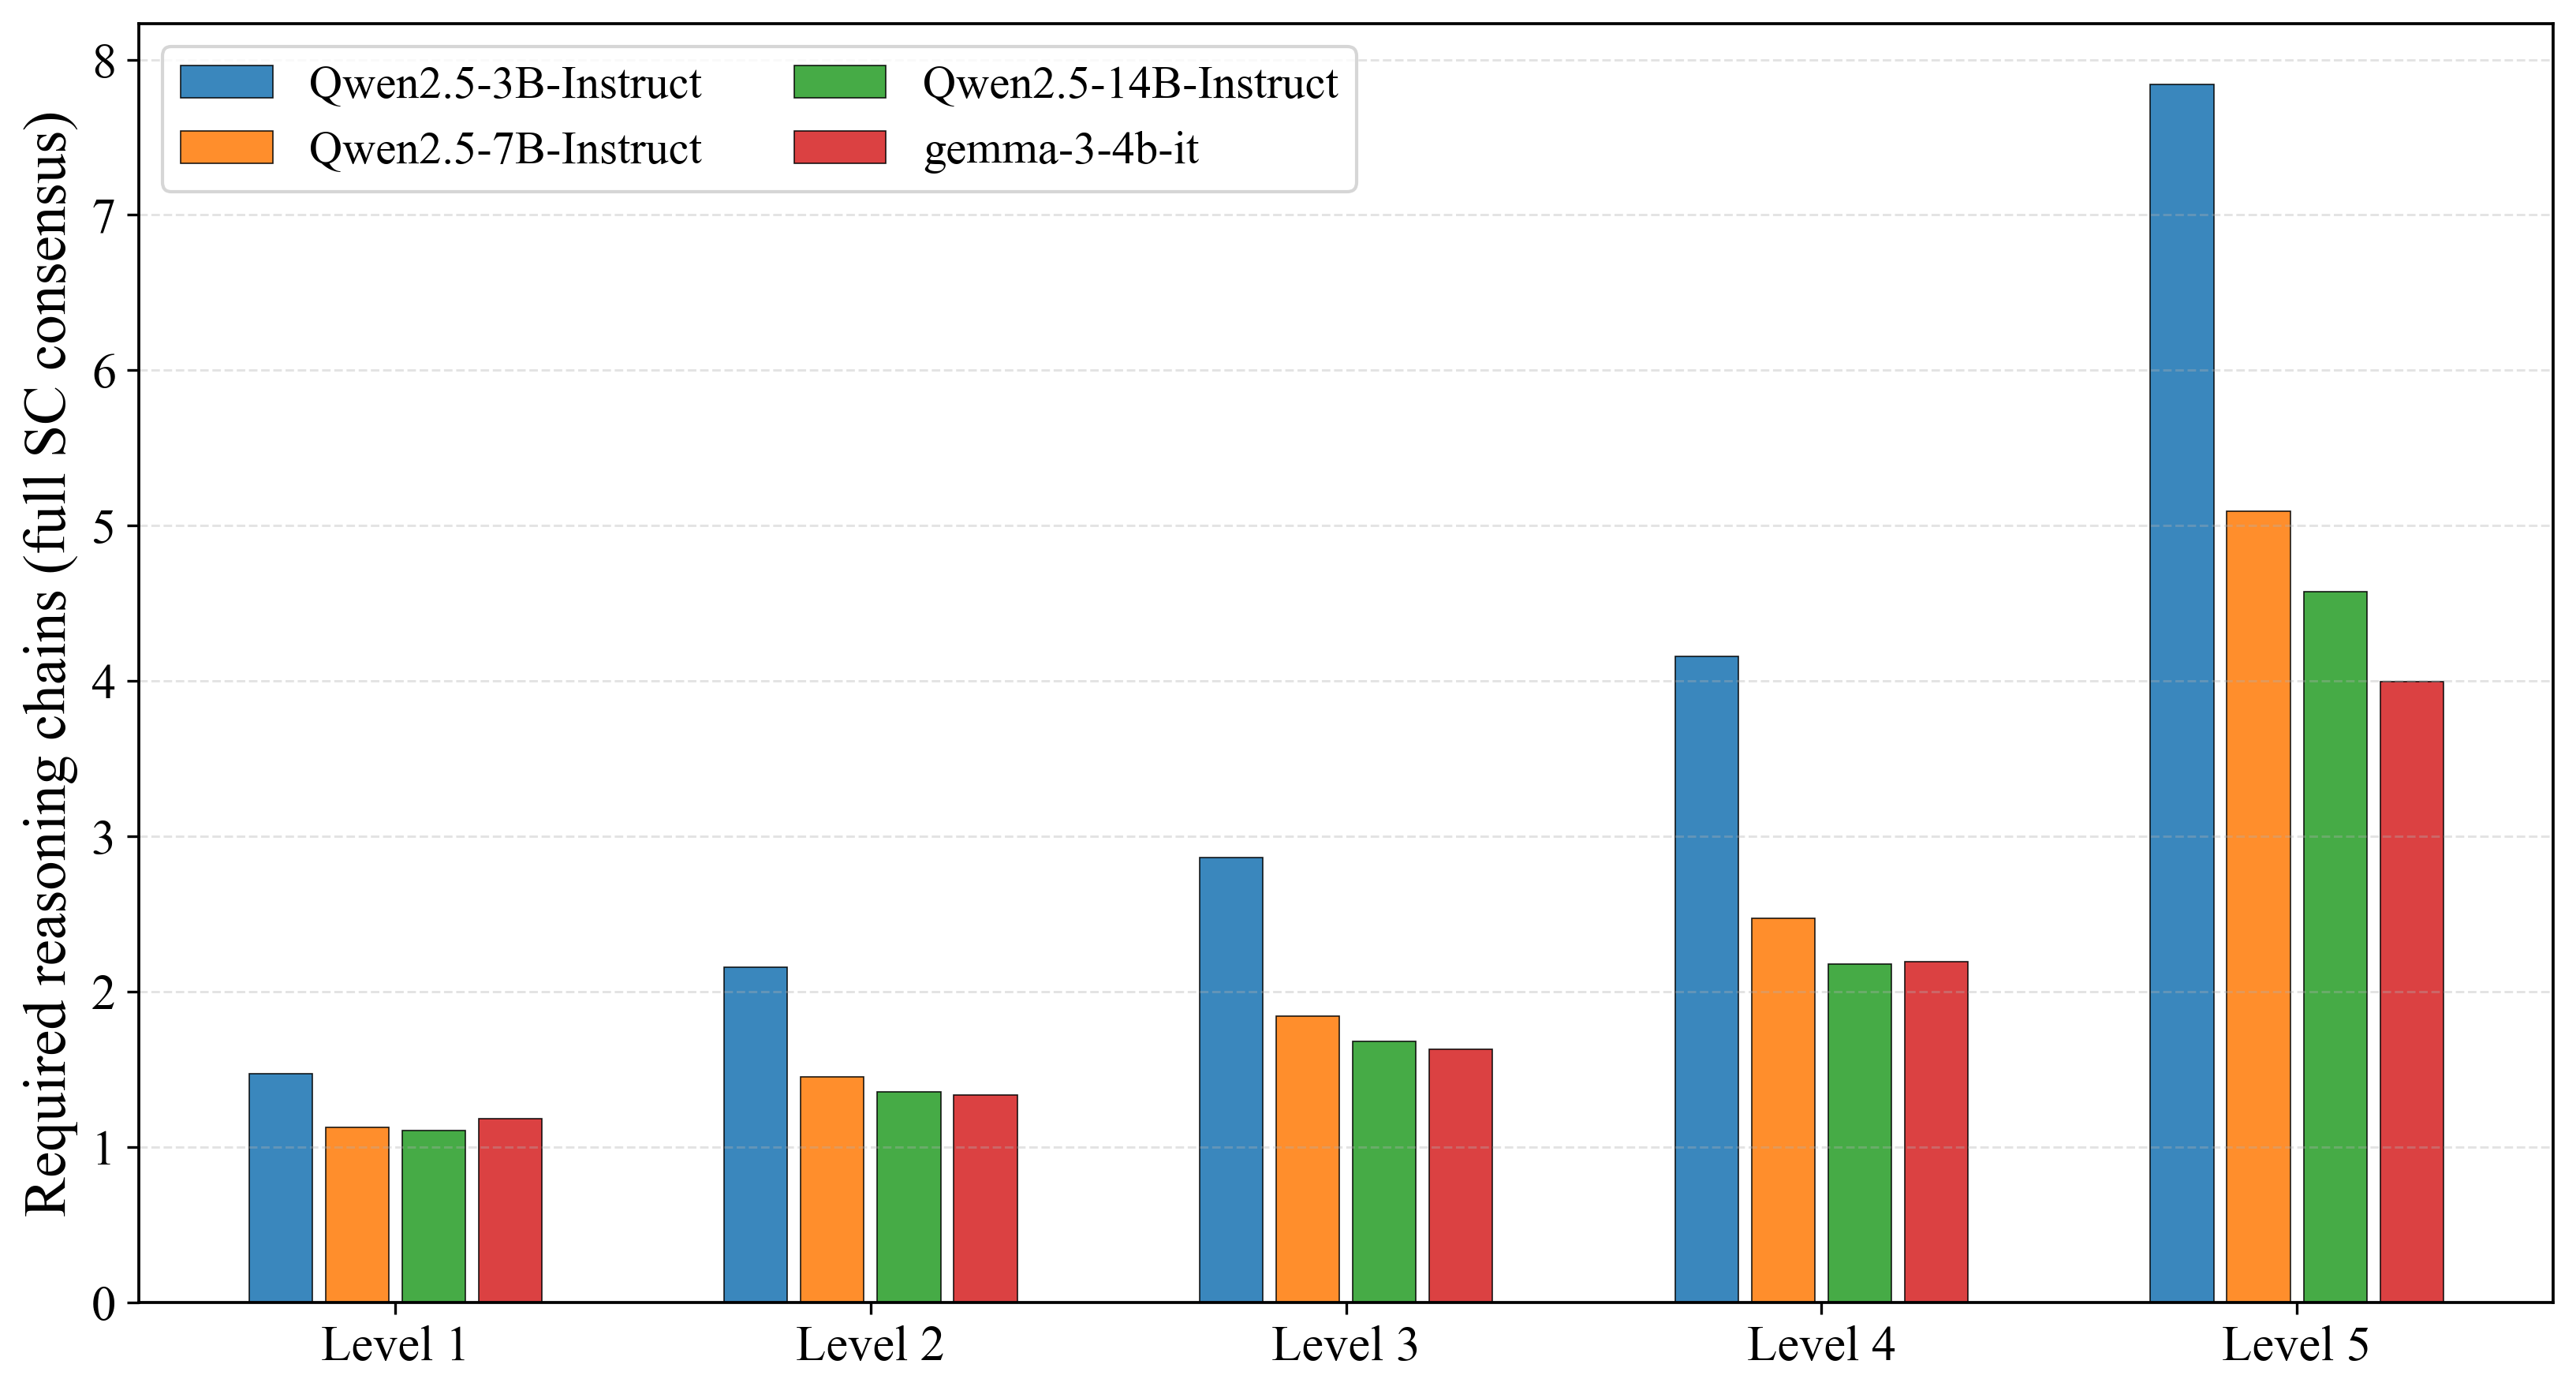 Required reasoning chains (full SC consensus)
8
7
6
5
4
3
2
1
0
Qwen2.5-3B-Instruct
Qwen2.5-7B-Instruct
Qwen2.5-14B-Instruct
gemma-3-4b-it
Level 1
Level 2
Level 3
Level 4
Level 5